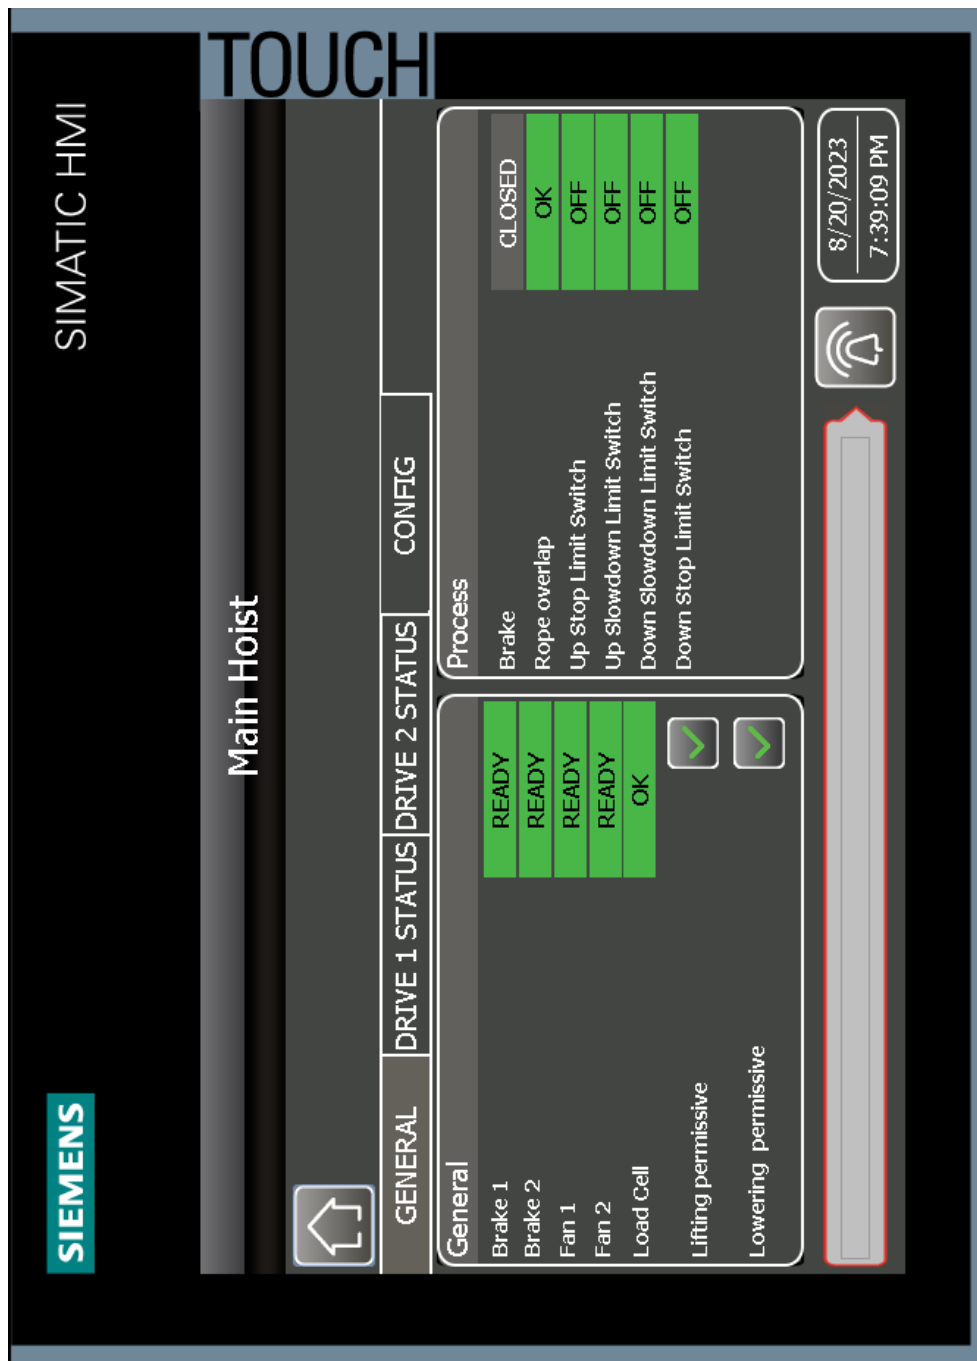 SIEMENS
SIMATIC HMI
TOUCH
Main Hoist
GENERAL DRIVE 1 STATUS DRIVE 2 STATUS CONFIG
General
Brake 1 READY
Brake 2 READY
Fan 1 READY
Fan 2 READY
Load Cell OK
Lifting permissive
Lowering permissive
Process
Brake CLOSED
Rope overlap OK
Up Stop Limit Switch OFF
Up Slowdown Limit Switch OFF
Down Slowdown Limit Switch OFF
Down Stop Limit Switch OFF
8/20/2023
7:39:09 PM